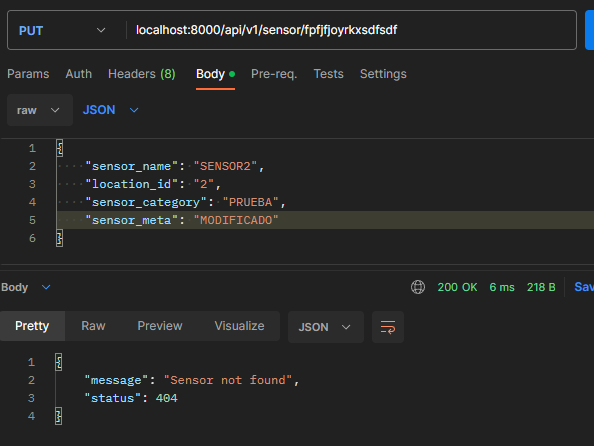 PUT localhost:8000/api/v1/sensor/fpfjfjoyrkxsdfsdf
Params Auth Headers (8) Body Pre-req. Tests Settings
raw JSON
1 {
2 "sensor_name": "SENSOR2",
3 "location_id": "2",
4 "sensor_category": "PRUEBA",
5 "sensor_meta": "MODIFICADO"
6 }
Body 200 OK 6 ms 218 B Sav
Pretty Raw Preview Visualize JSON
1 {
2 "message": "Sensor not found",
3 "status": 404
4 }